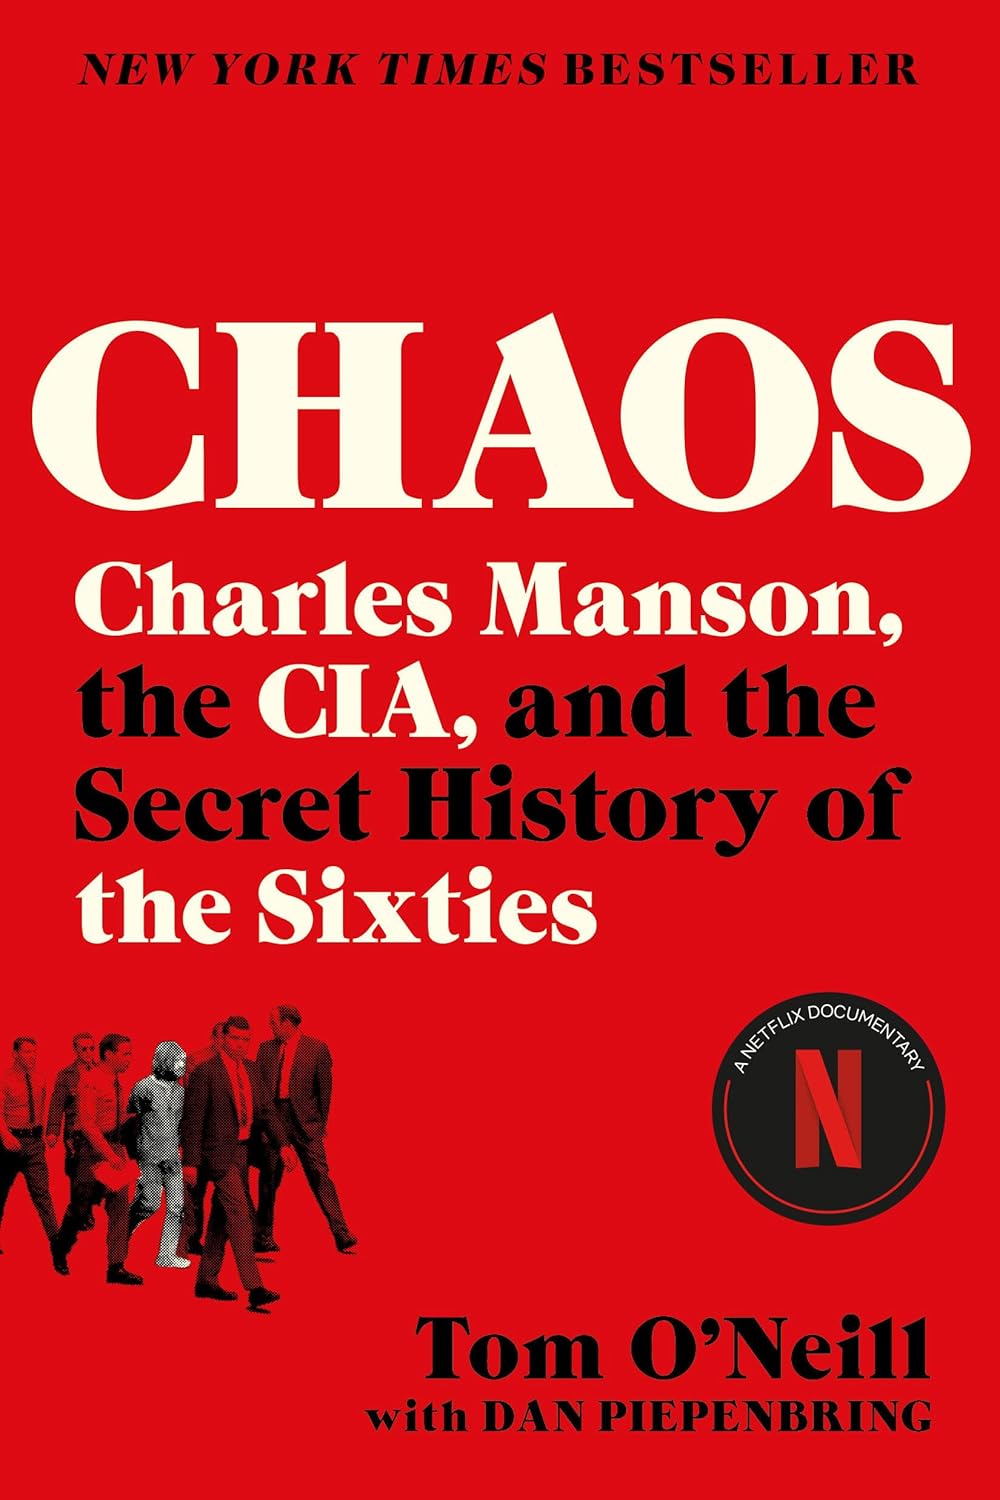 NEW YORK TIMES BESTSELLER
CHAOS
Charles Manson,
the CIA, and the
Secret History of
the Sixties
A NETFLIX DOCUMENTARY
N
Tom O’Neill
with DAN PIEPENBRING